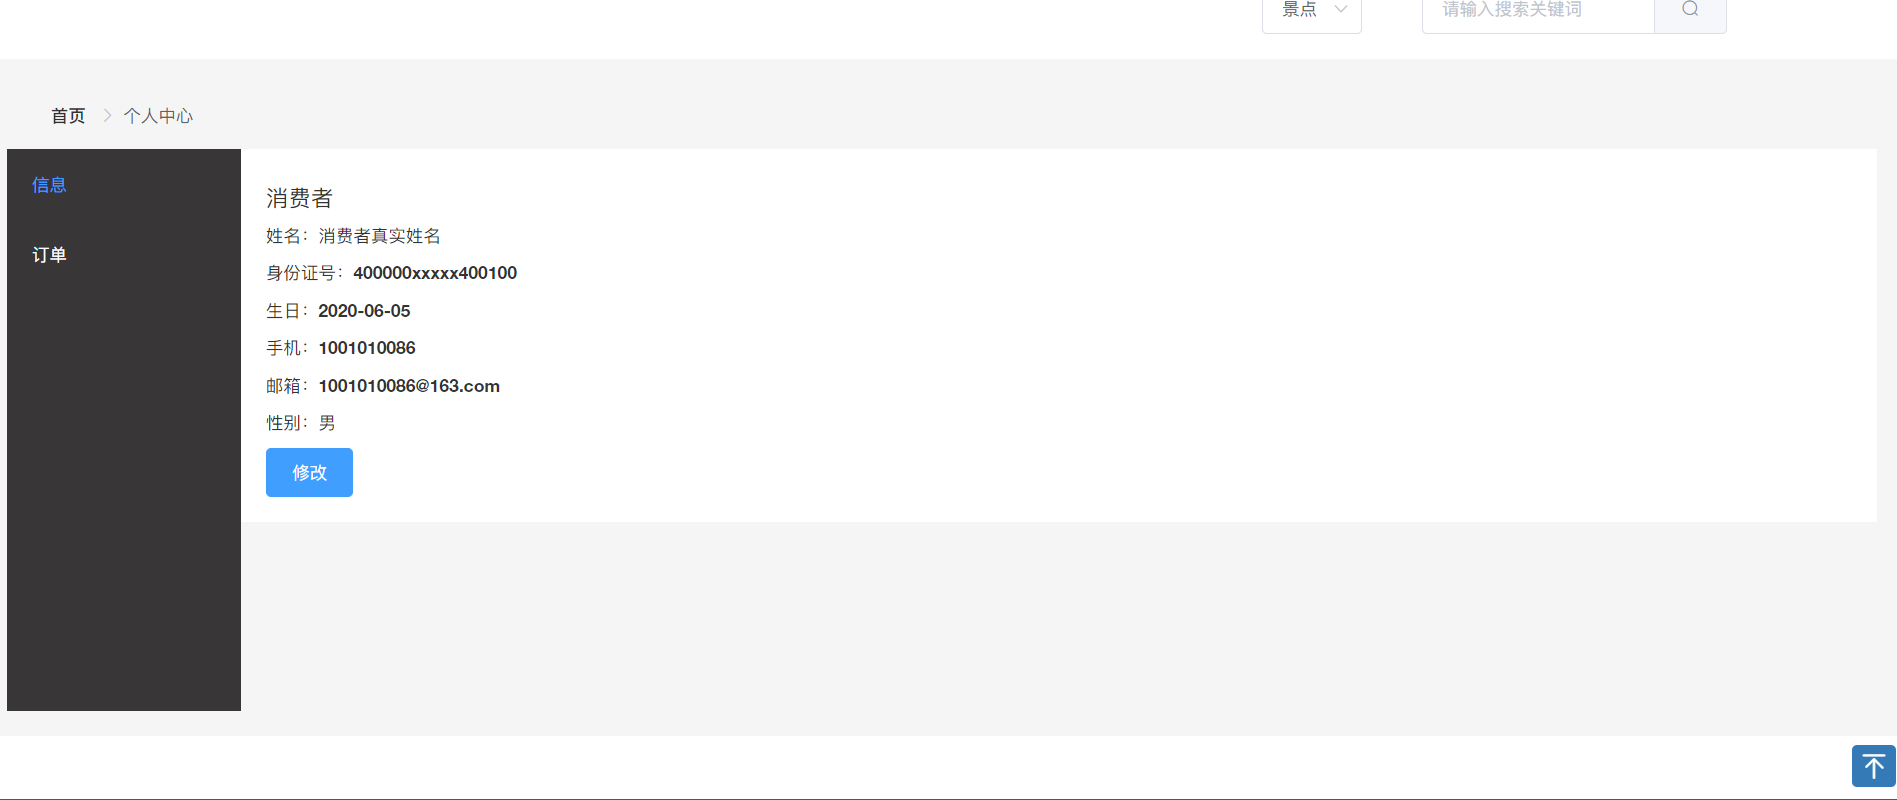 景点
请输入搜索关键词
首页 > 个人中心
信息
订单
消费者
姓名：消费者真实姓名
身份证号：400000xxxxx400100
生日：2020-06-05
手机：1001010086
邮箱：1001010086@163.com
性别：男
修改